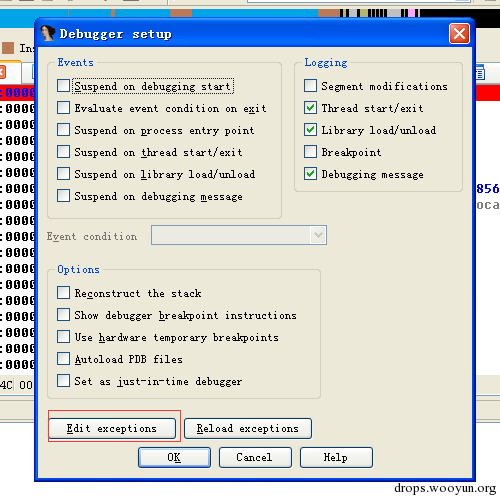 Ins
Debugger setup
Events
Logging
Suspend on debugging start
Segment modifications
Evaluate event condition on exit
Thread start/exit
Suspend on process entry point
Library load/unload
Suspend on thread start/exit
Breakpoint
Suspend on library load/unload
Debugging message
Suspend on debugging message
:0000
:0000
:0000
:0000
:0000
:0000
:0000
856
:0000
oca
:0000
:0000
:0000
:0000
:0000
:0000
:0000
:0000
:0000
Event condition
Options
Reconstruct the stack
Show debugger breakpoint instructions
Use hardware temporary breakpoints
Autoload PDB files
Set as just-in-time debugger
4C 00
Edit exceptions
Reload exceptions
OK
Cancel
Help
drops.wooyun.org